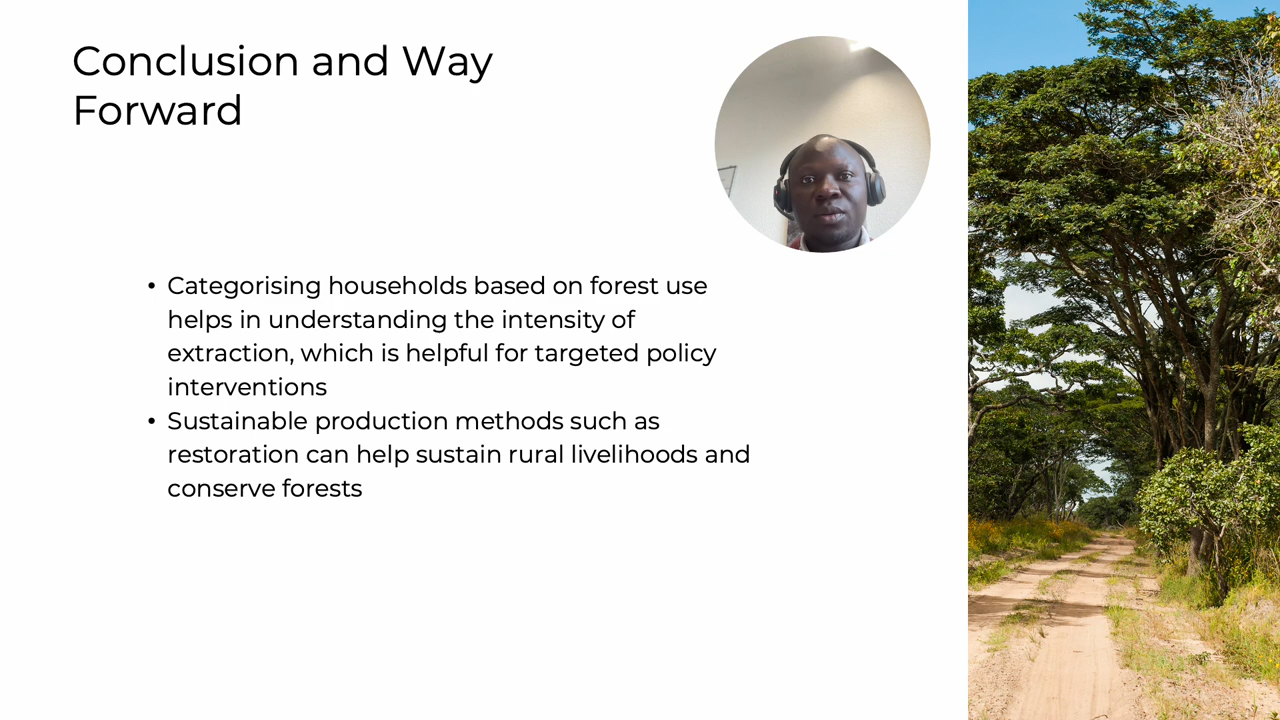 Conclusion and Way
Forward
• Categorising households based on forest use
helps in understanding the intensity of
extraction, which is helpful for targeted policy
interventions
• Sustainable production methods such as
restoration can help sustain rural livelihoods and
conserve forests